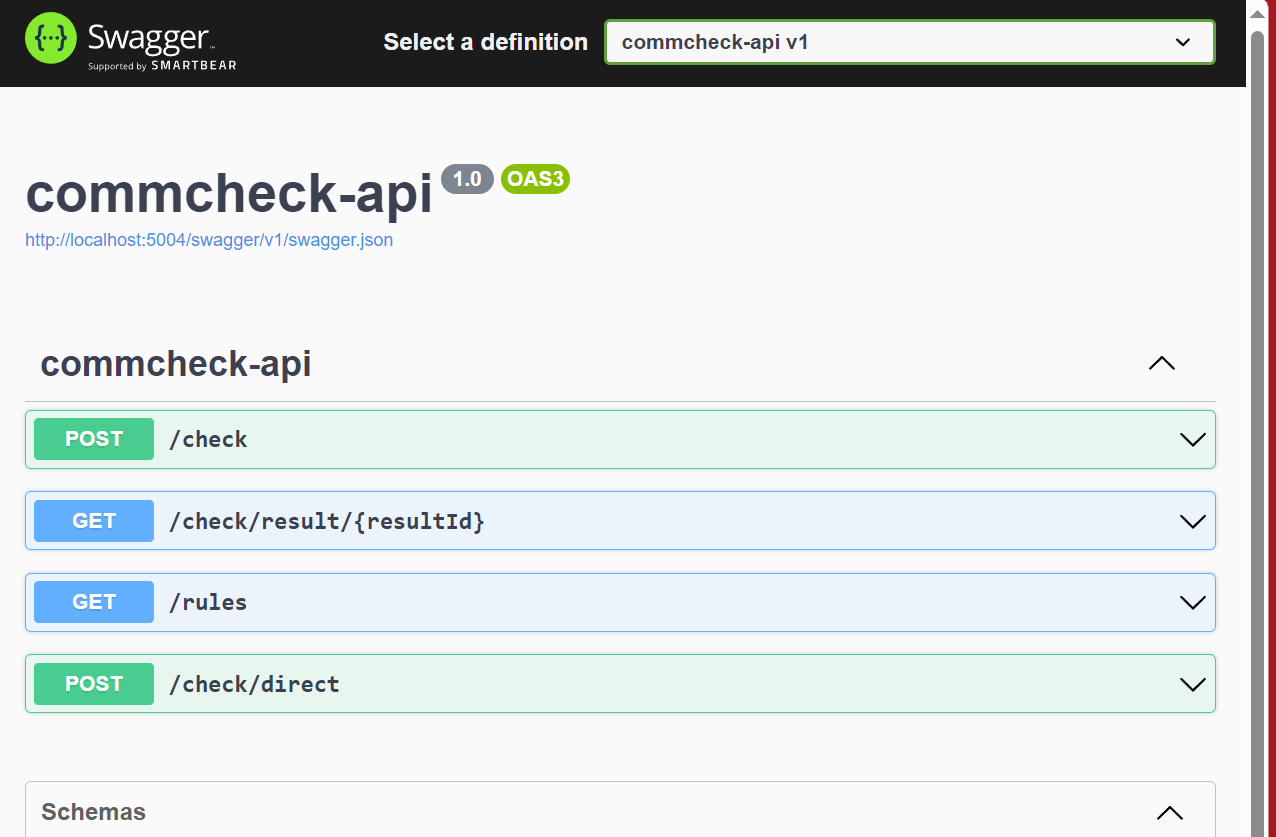 Swagger™
Supported by SMARTBEAR
Select a definition
commcheck-api v1
commcheck-api 1.0 OAS3
http://localhost:5004/swagger/v1/swagger.json
commcheck-api
POST /check
GET /check/result/{resultId}
GET /rules
POST /check/direct
Schemas